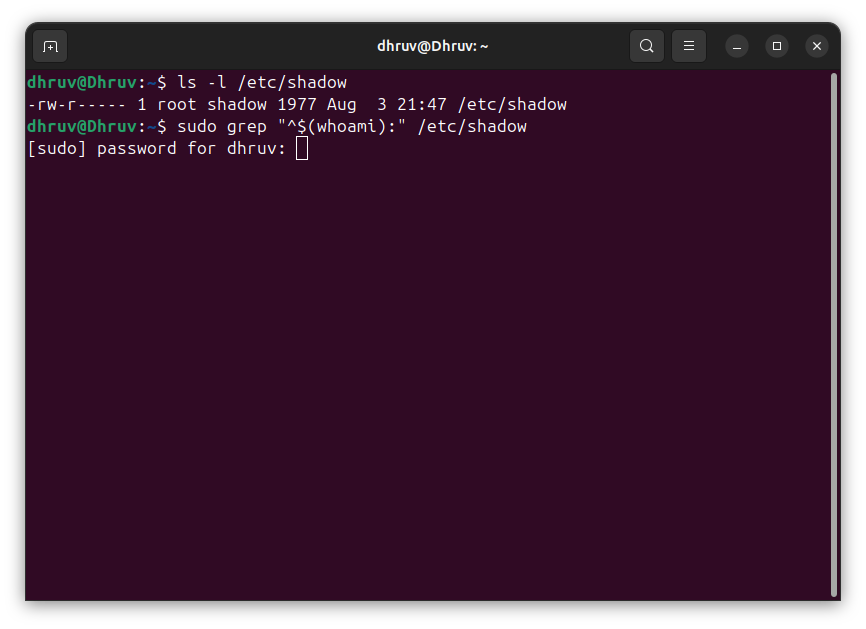 dhruv@Dhruv: ~
dhruv@Dhruv:~$ ls -l /etc/shadow
-rw-r----- 1 root shadow 1977 Aug  3 21:47 /etc/shadow
dhruv@Dhruv:~$ sudo grep "^$(whoami):" /etc/shadow
[sudo] password for dhruv: